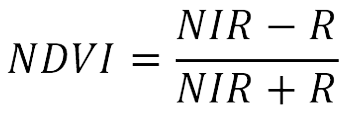 NDVI = (NIR − R) / (NIR + R)